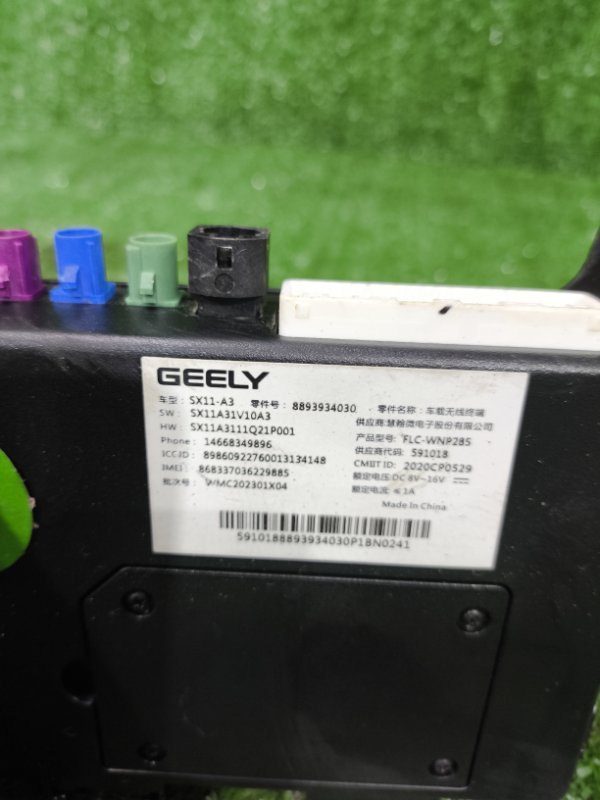 GEELY
车型: SX11-A3 零件号: 8893934030 零件名称: 车载无线终端
SW: SX11A31V10A3 供应商:慧翰微电子股份有限公司
HW: SX11A3111Q21P001 产品型号: FLC-WNP285
Phone: 14668349896 供应商代码: 591018
ICCID: 89860922760013134148 CMIIT ID: 2020CP0529
IMEI: 868337036229885 额定电压:DC 8V~16V
批次号: WMC202301X04 额定电流: ≤1A
Made In China
5910188893934030P1BN0241